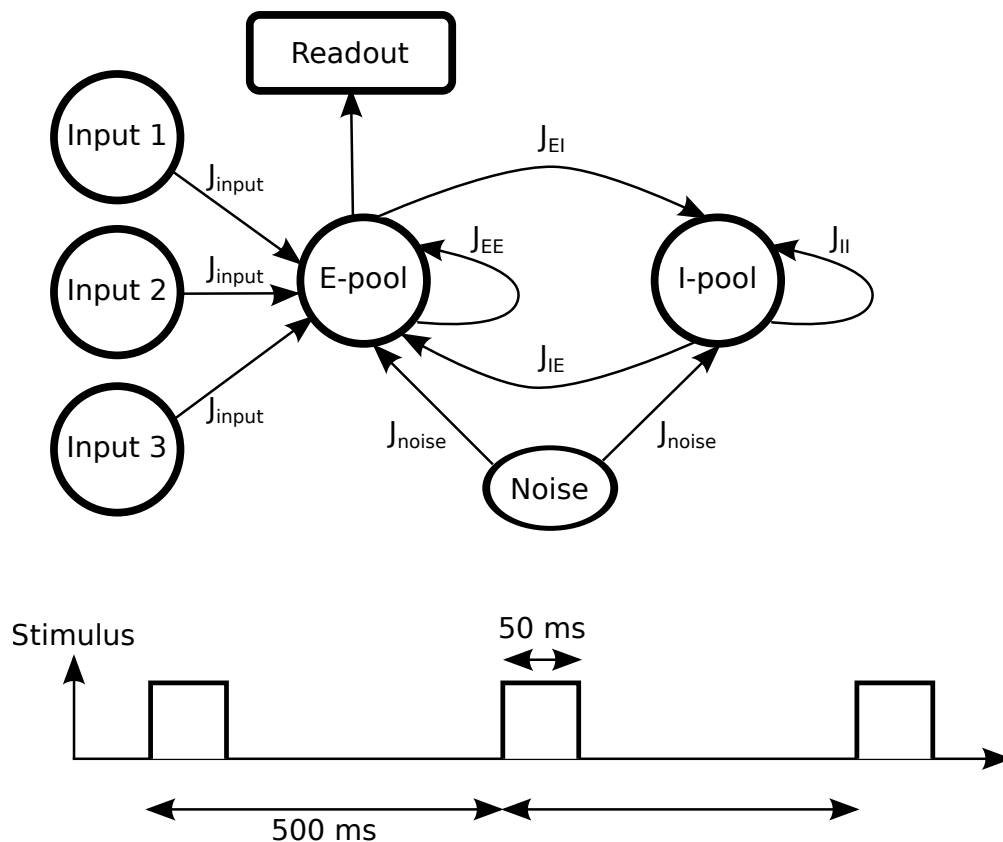 Readout
Input 1
J_EI
J_input
J_EE
J_II
E-pool
I-pool
Input 2
J_input
J_IE
J_input
Input 3
J_noise
J_noise
Noise
50 ms
Stimulus
500 ms